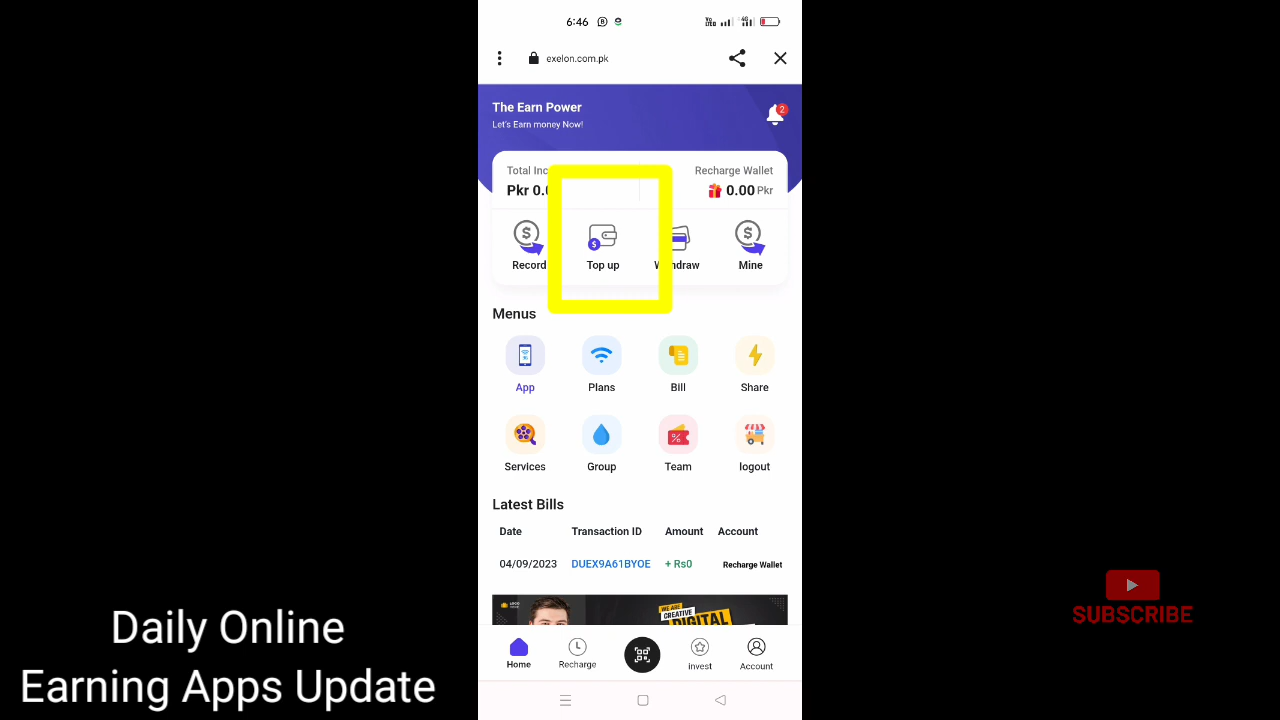 6:46
exelon.com.pk
The Earn Power
Let's Earn money Now!
2
Total Inc
Recharge Wallet
Pkr 0.0
0.00 Pkr
Record
Top up
Mine
Menus
App
Plans
Bill
Share
Services
Group
Team
logout
Latest Bills
Date Transaction ID Amount Account
04/09/2023 DUEX9A61BYOE + Rs0 Recharge Wallet
WE ARE
CREATIVE
DIGITAL
Home
Recharge
invest
Account
Daily Online
Earning Apps Update
SUBSCRIBE